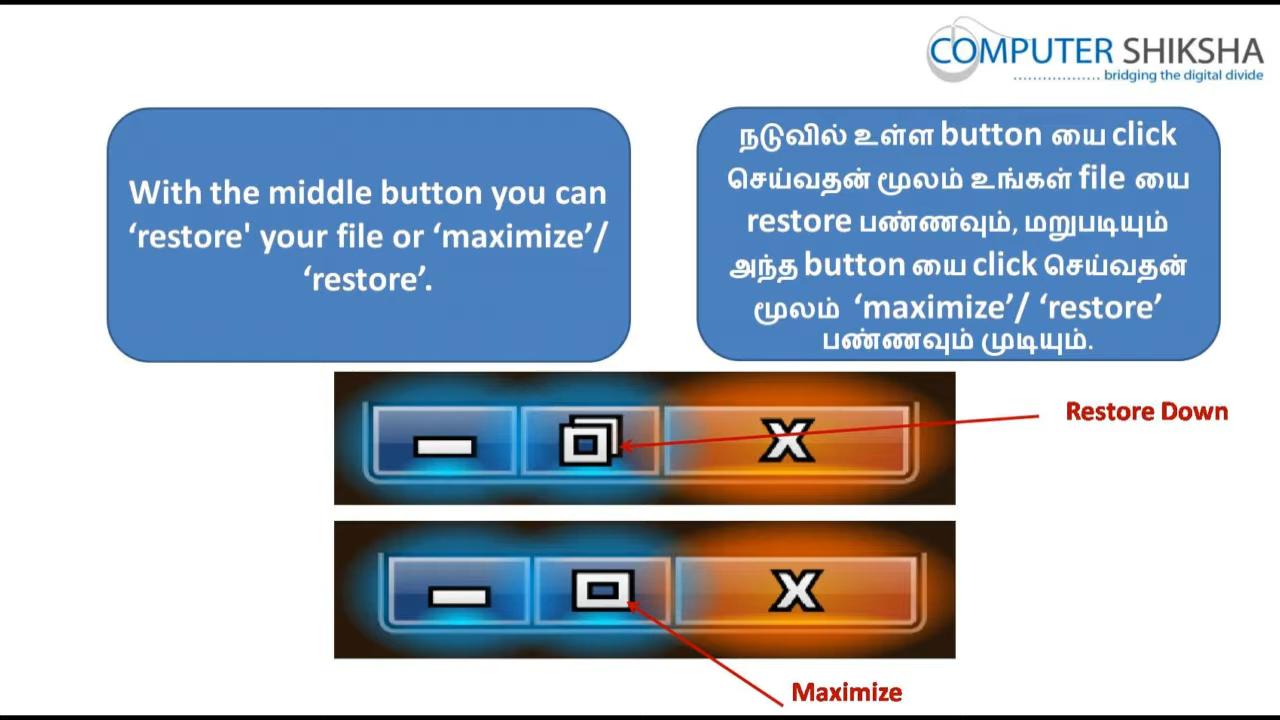 COMPUTER SHIKSHA
bridging the digital divide
With the middle button you can
‘restore' your file or ‘maximize’/
‘restore’.
நடுவில் உள்ள button யை click
செய்வதன் மூலம் உங்கள் file யை
restore பண்ணவும், மறுபடியும்
அந்த button யை click செய்வதன்
மூலம் ‘maximize’/ ‘restore’
பண்ணவும் முடியும்.
Restore Down
Maximize